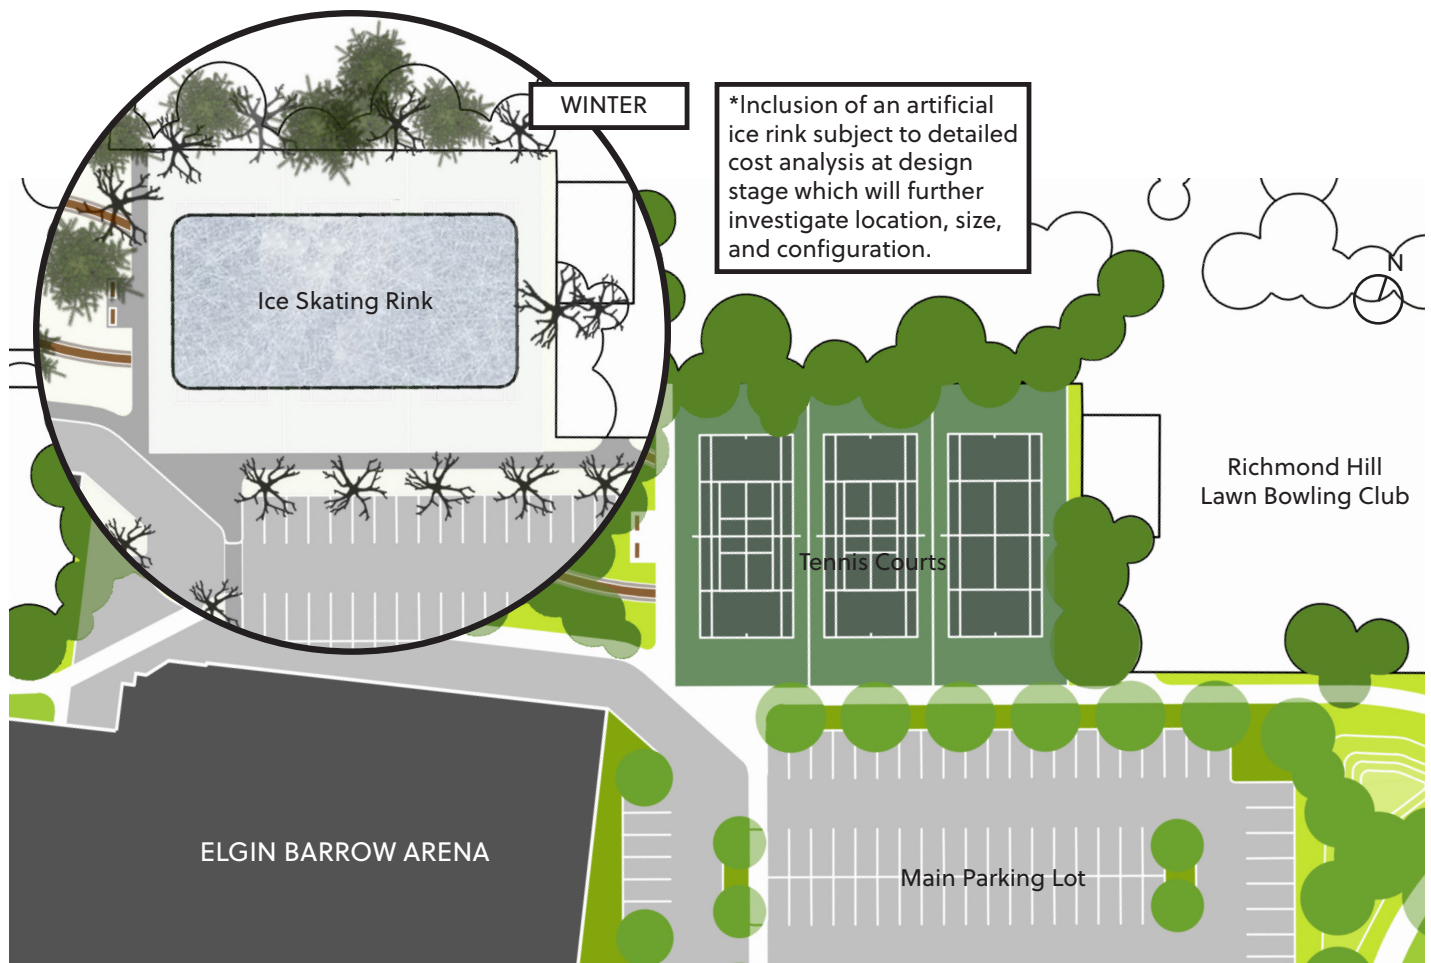 WINTER
*Inclusion of an artificial
ice rink subject to detailed
cost analysis at design
stage which will further
investigate location, size,
and configuration.
N
Ice Skating Rink
Richmond Hill
Lawn Bowling Club
Tennis Courts
ELGIN BARROW ARENA
Main Parking Lot